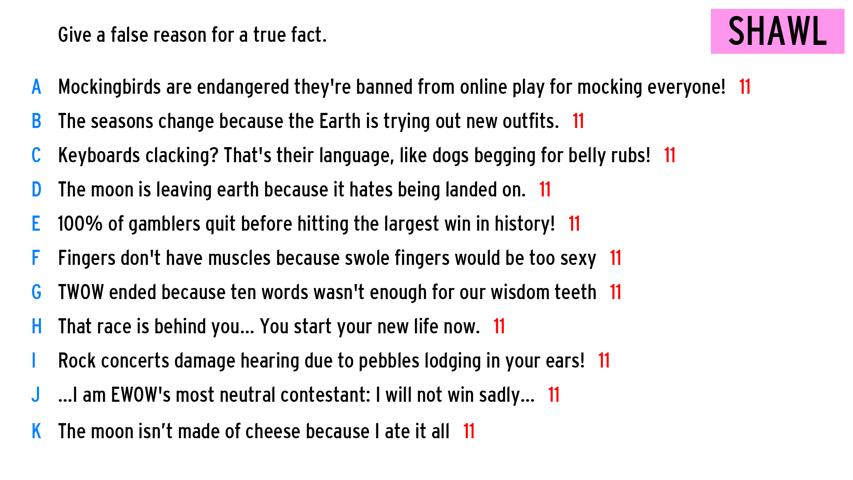 Give a false reason for a true fact.
SHAWL
A Mockingbirds are endangered they're banned from online play for mocking everyone! 11
B The seasons change because the Earth is trying out new outfits. 11
C Keyboards clacking? That's their language, like dogs begging for belly rubs! 11
D The moon is leaving earth because it hates being landed on. 11
E 100% of gamblers quit before hitting the largest win in history! 11
F Fingers don't have muscles because swole fingers would be too sexy 11
G TWOW ended because ten words wasn't enough for our wisdom teeth 11
H That race is behind you... You start your new life now. 11
I Rock concerts damage hearing due to pebbles lodging in your ears! 11
J ...I am EWOW's most neutral contestant: I will not win sadly... 11
K The moon isn’t made of cheese because I ate it all 11